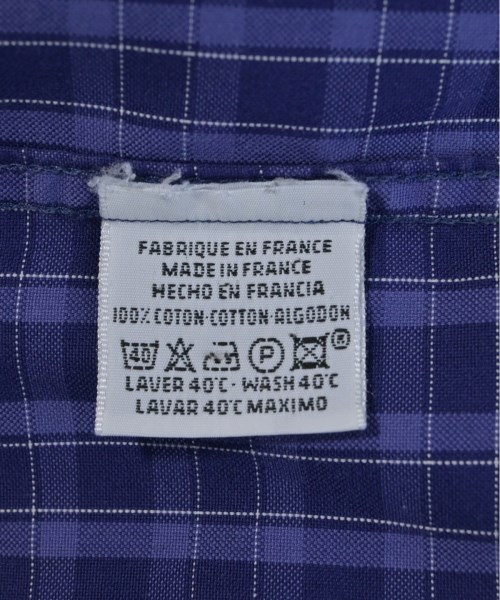 FABRIQUE EN FRANCE
MADE IN FRANCE
HECHO EN FRANCIA
100% COTON·COTTON·ALGODON
40 P ®
LAVER 40°C · WASH 40°C
LAVAR 40°C MAXIMO